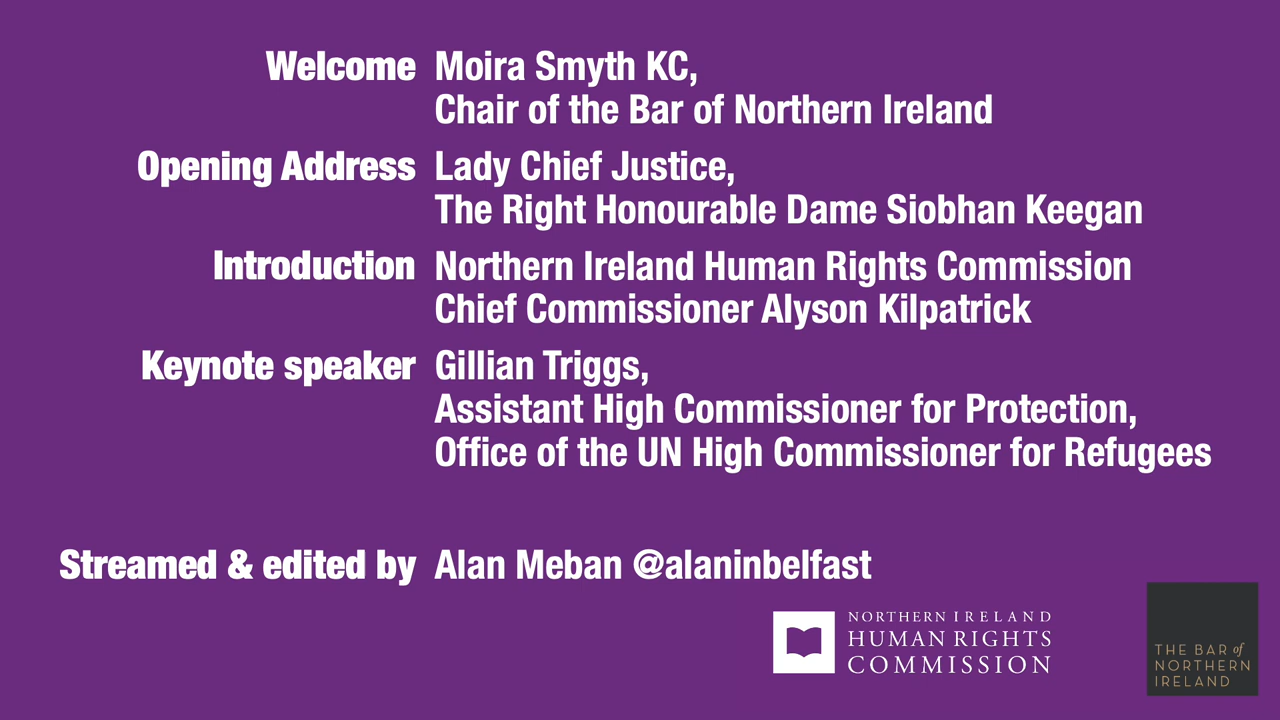 Welcome Moira Smyth KC,
Chair of the Bar of Northern Ireland
Opening Address Lady Chief Justice,
The Right Honourable Dame Siobhan Keegan
Introduction Northern Ireland Human Rights Commission
Chief Commissioner Alyson Kilpatrick
Keynote speaker Gillian Triggs,
Assistant High Commissioner for Protection,
Office of the UN High Commissioner for Refugees
Streamed & edited by Alan Meban @alaninbelfast
NORTHERN IRELAND
HUMAN RIGHTS
COMMISSION
THE BAR of
NORTHERN
IRELAND